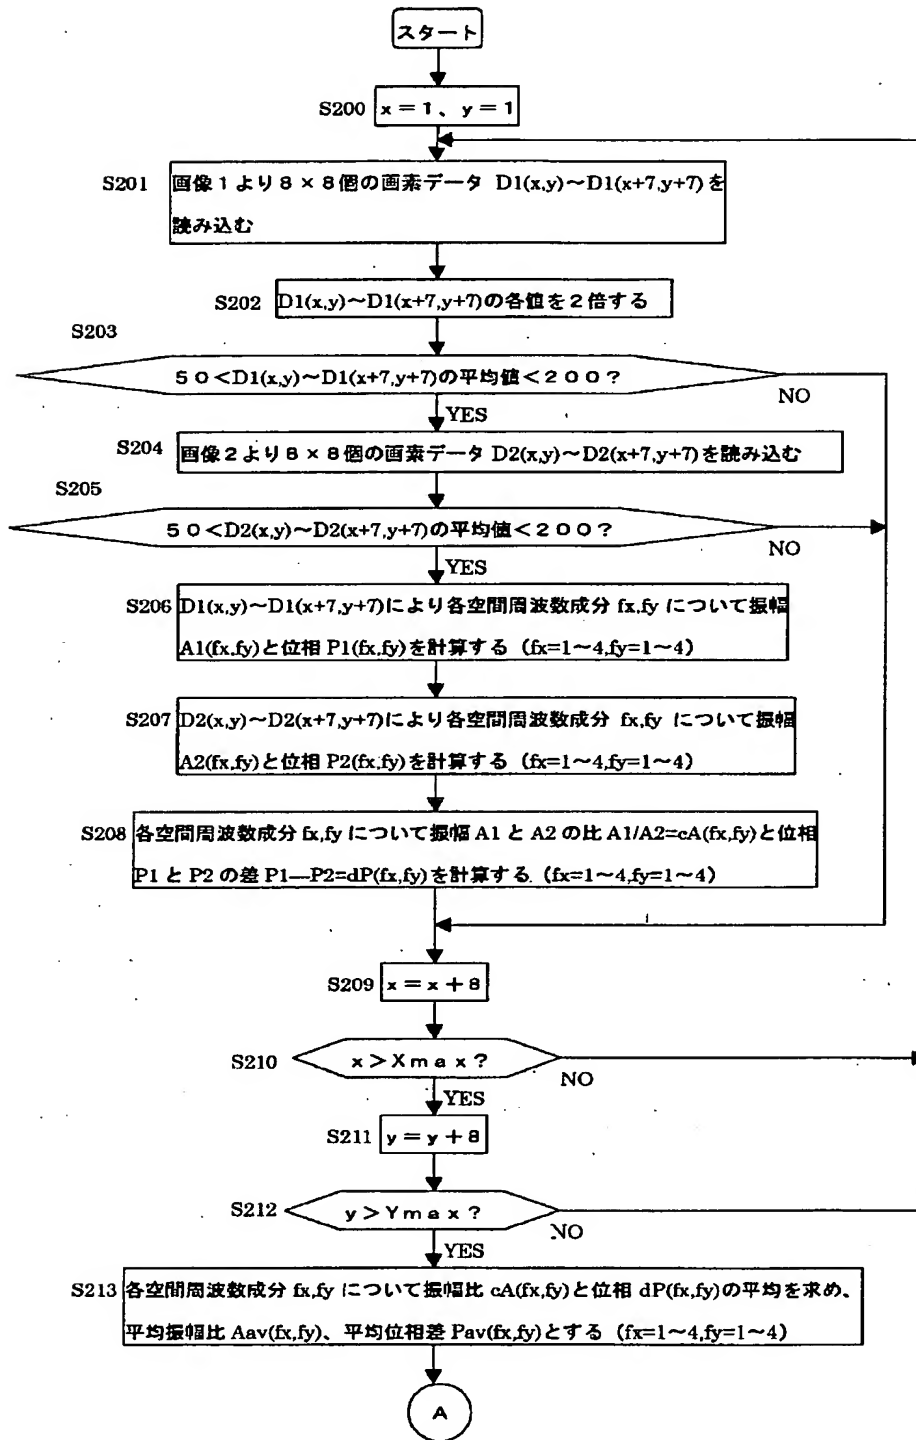 スタート
S200 x=1、y=1
S201 画像1より8×8個の画素データ D1(x,y)~D1(x+7,y+7)を
読み込む
S202 D1(x,y)~D1(x+7,y+7)の各値を2倍する
S203
50<D1(x,y)~D1(x+7,y+7)の平均値<200?
NO
YES
S204 画像2より8×8個の画素データ D2(x,y)~D2(x+7,y+7)を読み込む
S205
50<D2(x,y)~D2(x+7,y+7)の平均値<200?
NO
YES
S206 D1(x,y)~D1(x+7,y+7)により各空間周波数成分 fx,fy について振幅
A1(fx,fy)と位相 P1(fx,fy)を計算する (fx=1~4,fy=1~4)
S207 D2(x,y)~D2(x+7,y+7)により各空間周波数成分 fx,fy について振幅
A2(fx,fy)と位相 P2(fx,fy)を計算する (fx=1~4,fy=1~4)
S208 各空間周波数成分 fx,fy について振幅 A1 と A2 の比 A1/A2=cA(fx,fy)と位相
P1 と P2 の差 P1—P2=dP(fx,fy)を計算する. (fx=1~4,fy=1~4)
S209 x=x+8
S210 x>Xmax?
NO
YES
S211 y=y+8
S212 y>Ymax?
NO
YES
S213 各空間周波数成分 fx,fy について振幅比 cA(fx,fy)と位相 dP(fx,fy)の平均を求め、
平均振幅比 Aav(fx,fy)、平均位相差 Pav(fx,fy)とする (fx=1~4,fy=1~4)
A